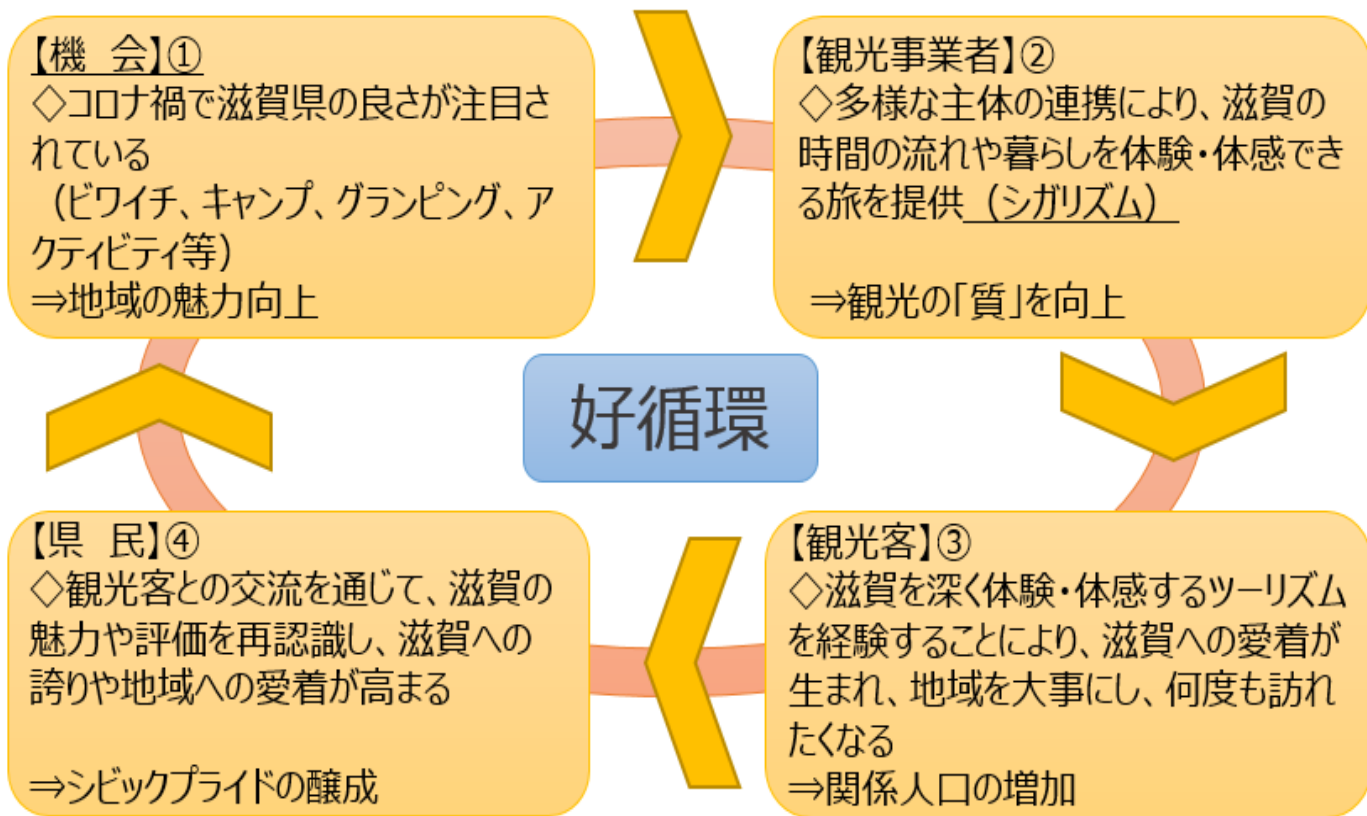 【機　会】①
◇コロナ禍で滋賀県の良さが注目さ
れている
（ビワイチ、キャンプ、グランピング、ア
クティビティ等）
⇒地域の魅力向上
【観光事業者】②
◇多様な主体の連携により、滋賀の
時間の流れや暮らしを体験・体感でき
る旅を提供（シガリズム）
⇒観光の「質」を向上
好循環
【観光客】③
◇滋賀を深く体験・体感するツーリズム
を経験することにより、滋賀への愛着が
生まれ、地域を大事にし、何度も訪れ
たくなる
⇒関係人口の増加
【県　民】④
◇観光客との交流を通じて、滋賀の
魅力や評価を再認識し、滋賀への
誇りや地域への愛着が高まる
⇒シビックプライドの醸成